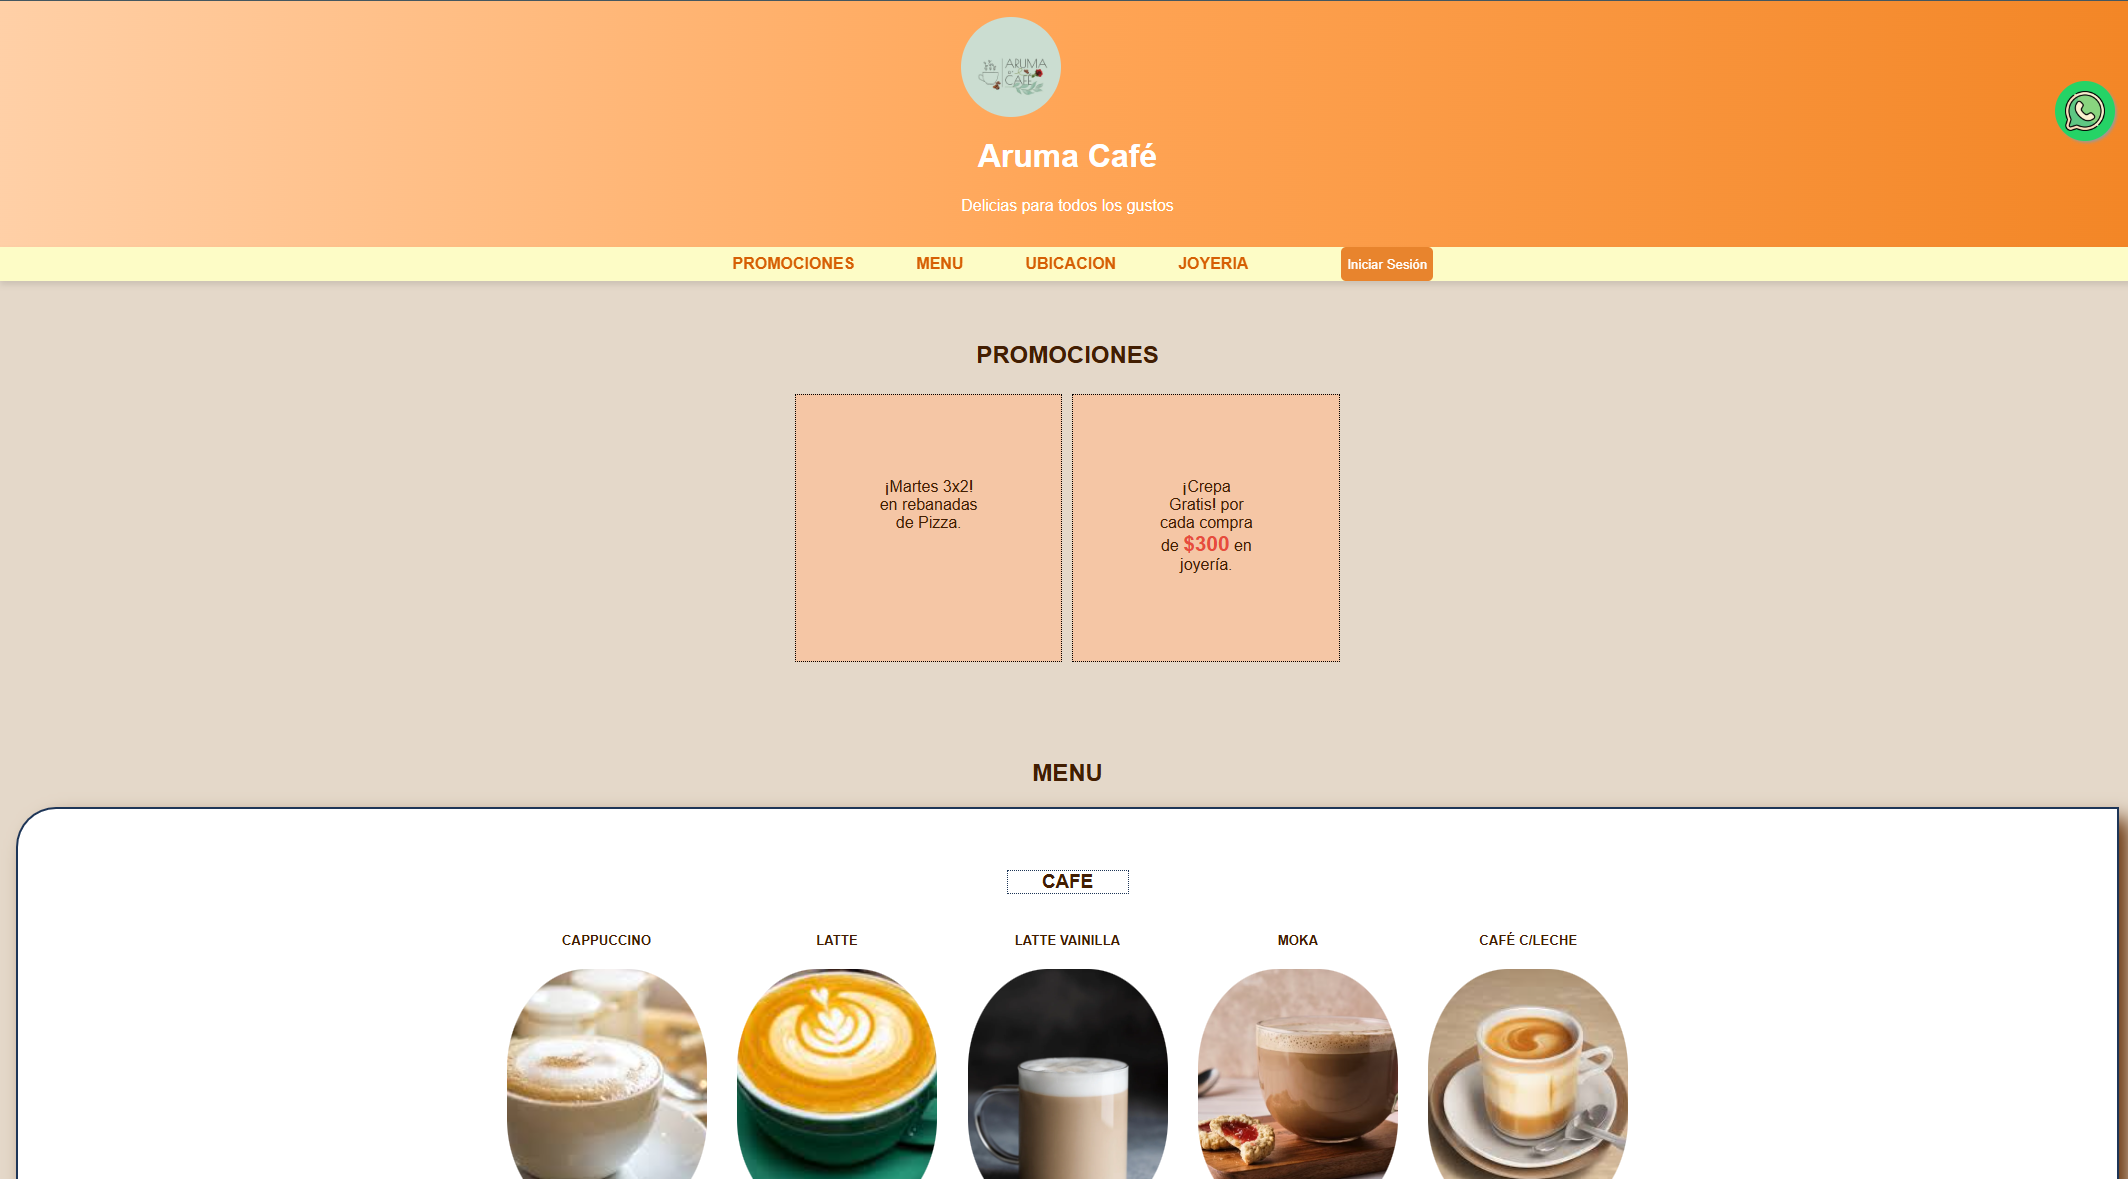 ARUMA
CAFE
Aruma Café
Delicias para todos los gustos
PROMOCIONES MENU UBICACION JOYERIA Iniciar Sesión
PROMOCIONES
¡Martes 3x2!
en rebanadas
de Pizza.
¡Crepa
Gratis! por
cada compra
de $300 en
joyería.
MENU
CAFE
CAPPUCCINO LATTE LATTE VAINILLA MOKA CAFÉ C/LECHE